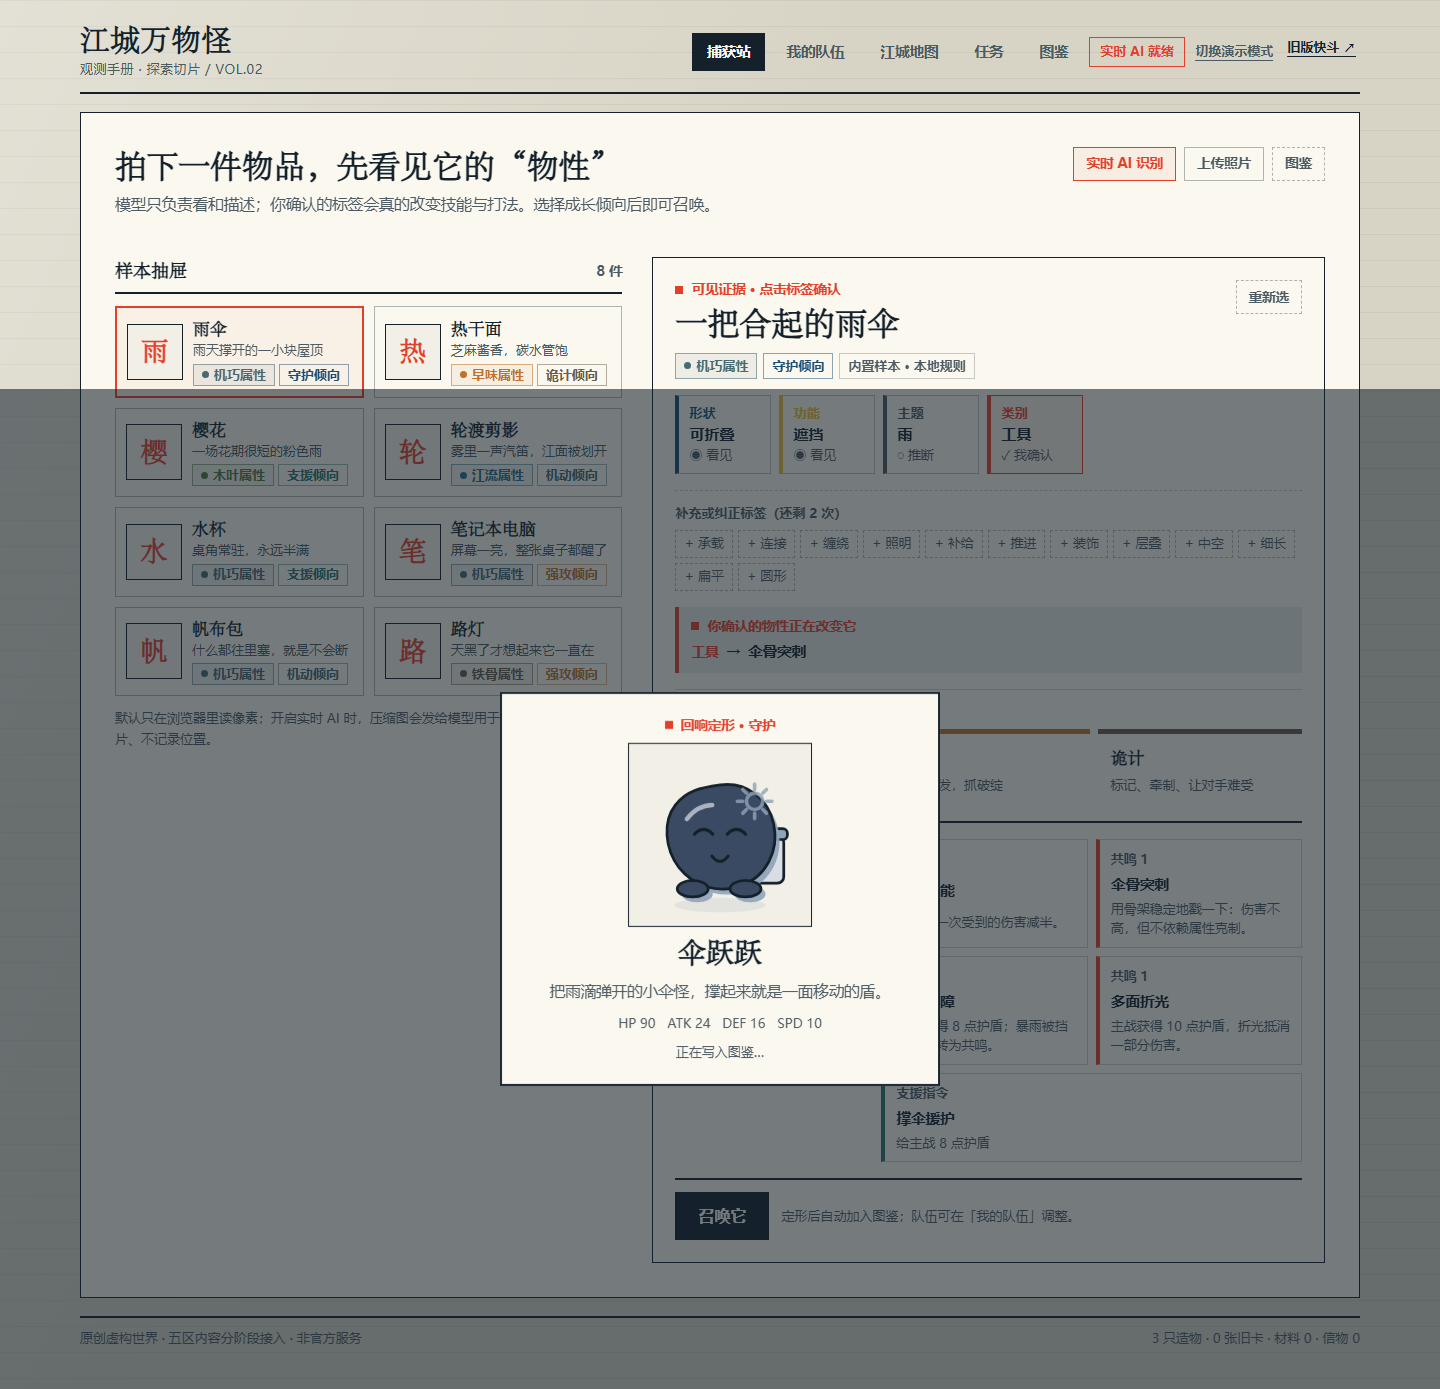 江城万物怪
观测手册 · 探索切片 / VOL.02
捕获站
我的队伍
江城地图
任务
图鉴
实时 AI 就绪
切换演示模式
旧版快斗 ↗
拍下一件物品，先看见它的“物性”
模型只负责看和描述；你确认的标签会真的改变技能与打法。选择成长倾向后即可召唤。
实时 AI 识别
上传照片
图鉴
样本抽屉
8 件
雨
雨伞
雨天撑开的一小块屋顶
机巧属性
守护倾向
热
热干面
芝麻酱香，碳水管饱
早味属性
诡计倾向
樱
樱花
一场花期很短的粉色雨
木叶属性
支援倾向
轮
轮渡剪影
雾里一声汽笛，江面被划开
江流属性
机动倾向
水
水杯
桌角常驻，永远半满
机巧属性
支援倾向
笔
笔记本电脑
屏幕一亮，整张桌子都醒了
机巧属性
强攻倾向
帆
帆布包
什么都往里塞，就是不会断
机巧属性
机动倾向
路
路灯
天黑了才想起来它一直在
铁骨属性
强攻倾向
默认只在浏览器里读像素；开启实时 AI 时，压缩图会发给模型用于
片、不记录位置。
可见证据 • 点击标签确认
一把合起的雨伞
重新选
机巧属性
守护倾向
内置样本 • 本地规则
形状
可折叠
◉ 看见
功能
遮挡
◉ 看见
主题
雨
○ 推断
类别
工具
✓ 我确认
补充或纠正标签（还剩 2 次）
+ 承载
+ 连接
+ 缠绕
+ 照明
+ 补给
+ 推进
+ 装饰
+ 层叠
+ 中空
+ 细长
+ 扁平
+ 圆形
你确认的物性正在改变它
工具 → 伞骨突刺
发，抓破绽
诡计
标记、牵制、让对手难受
能
一次受到的伤害减半。
共鸣 1
伞骨突刺
用骨架稳定地戳一下：伤害不
高，但不依赖属性克制。
障
得 8 点护盾；暴雨被挡
转为共鸣。
共鸣 1
多面折光
主战获得 10 点护盾，折光抵消
一部分伤害。
支援指令
撑伞援护
给主战 8 点护盾
召唤它
定形后自动加入图鉴；队伍可在「我的队伍」调整。
回响定形 • 守护
伞跃跃
把雨滴弹开的小伞怪，撑起来就是一面移动的盾。
HP 90 ATK 24 DEF 16 SPD 10
正在写入图鉴…
原创虚构世界 · 五区内容分阶段接入 · 非官方服务
3 只造物 · 0 张旧卡 · 材料 0 · 信物 0